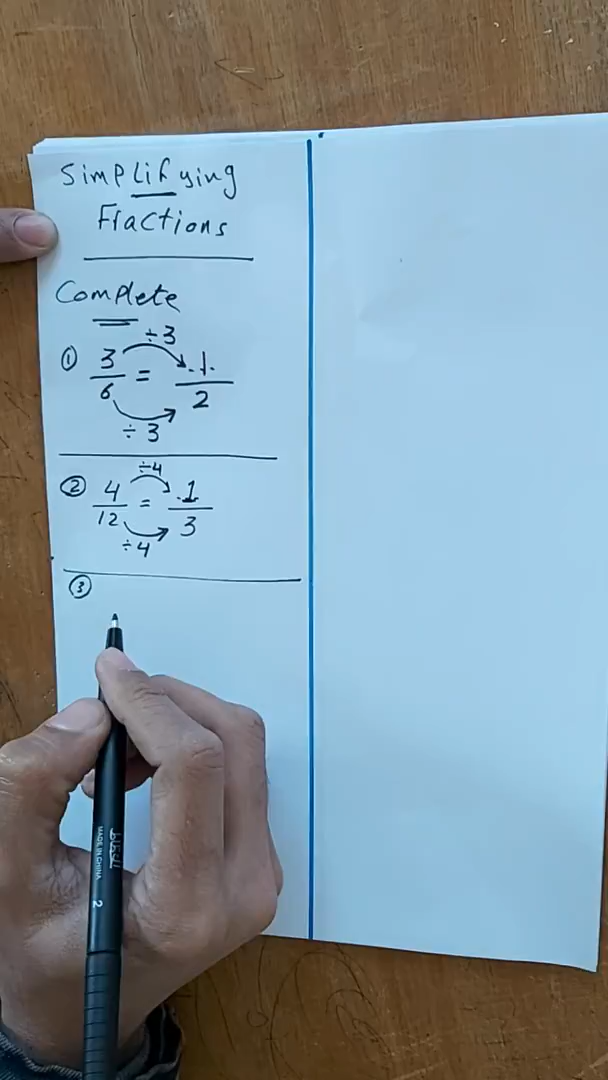 Simplifying
Fractions
Complete
÷3
① 3/6 = .1./2
÷ 3
÷4
② 4/12 = .1/3
÷4
③
MADE IN CHINA
2